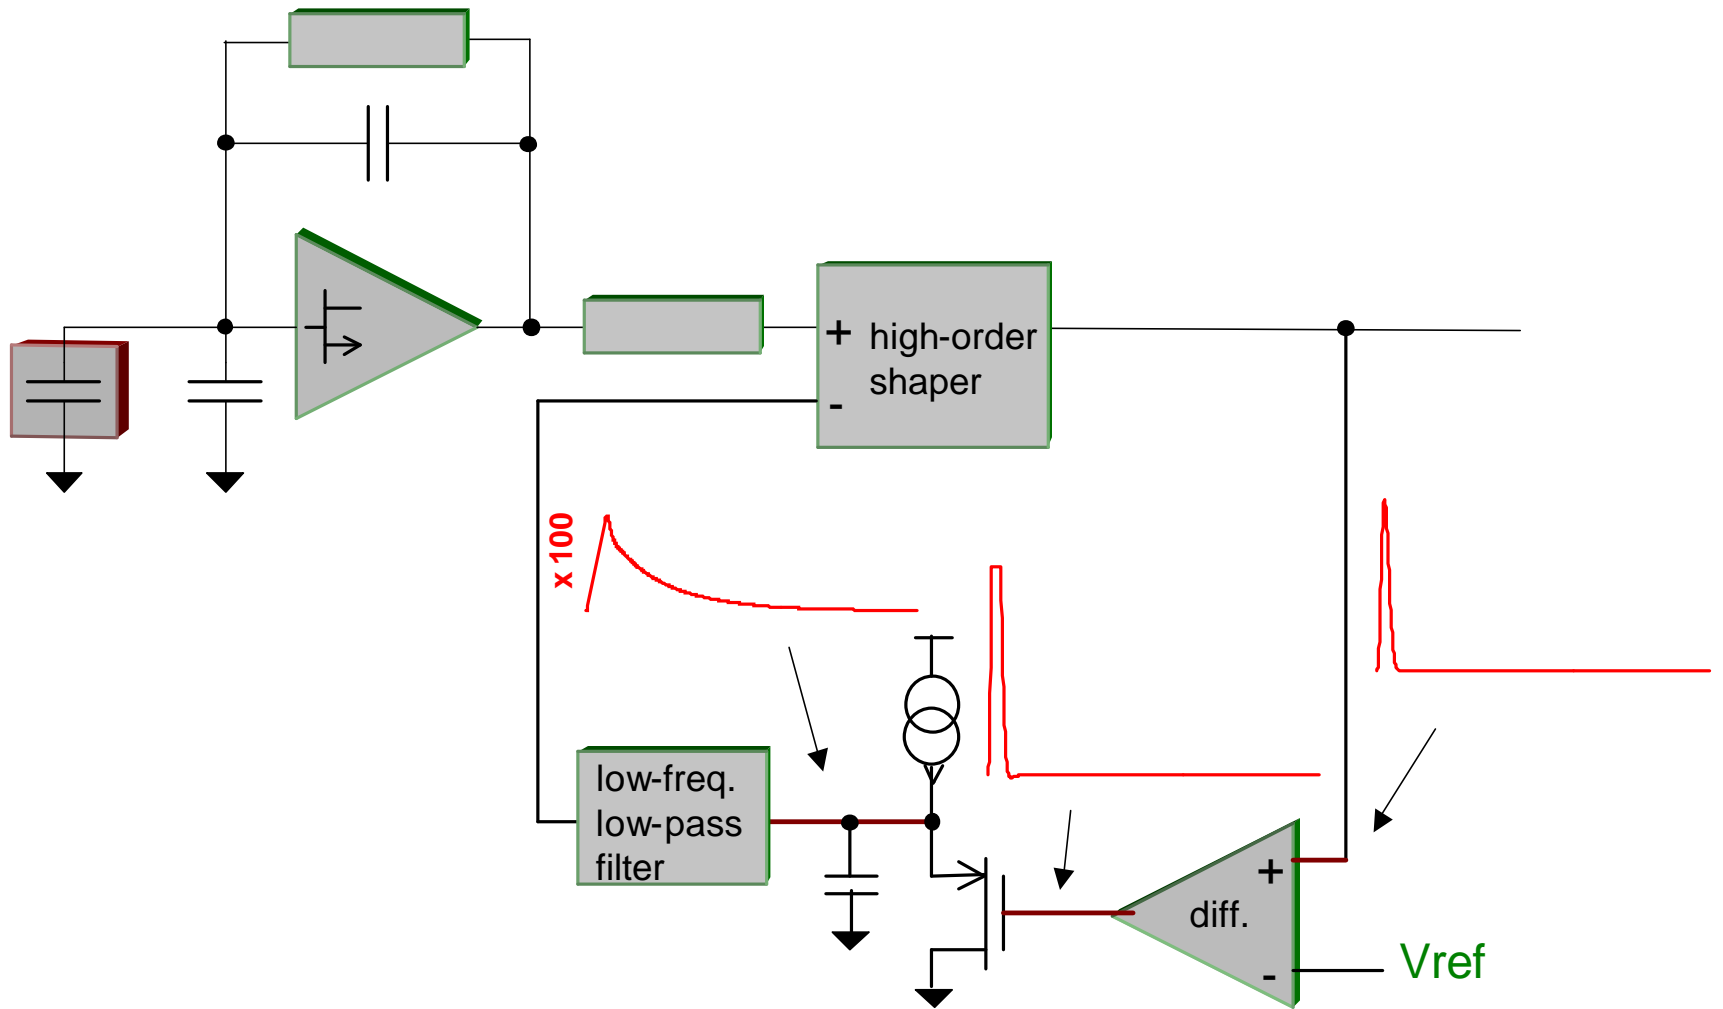 +
high-order
shaper
-
x 100
low-freq.
low-pass
filter
+
diff.
-
Vref